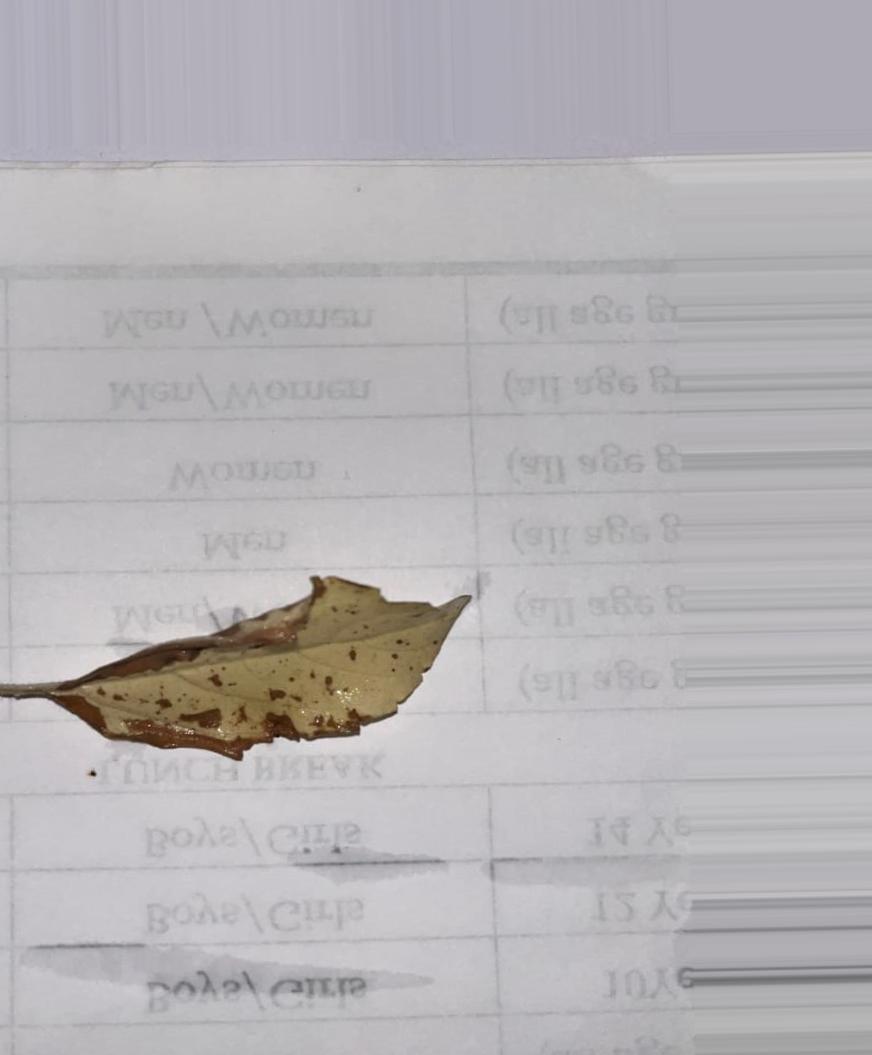 Men / Women (all age
Men/Women (all age
Women (all age
Men (all age
Men/ (all age
(all age
LUNCH BREAK
Boys/Girls 14
Boys/Girls 12
Boys/Girls 10